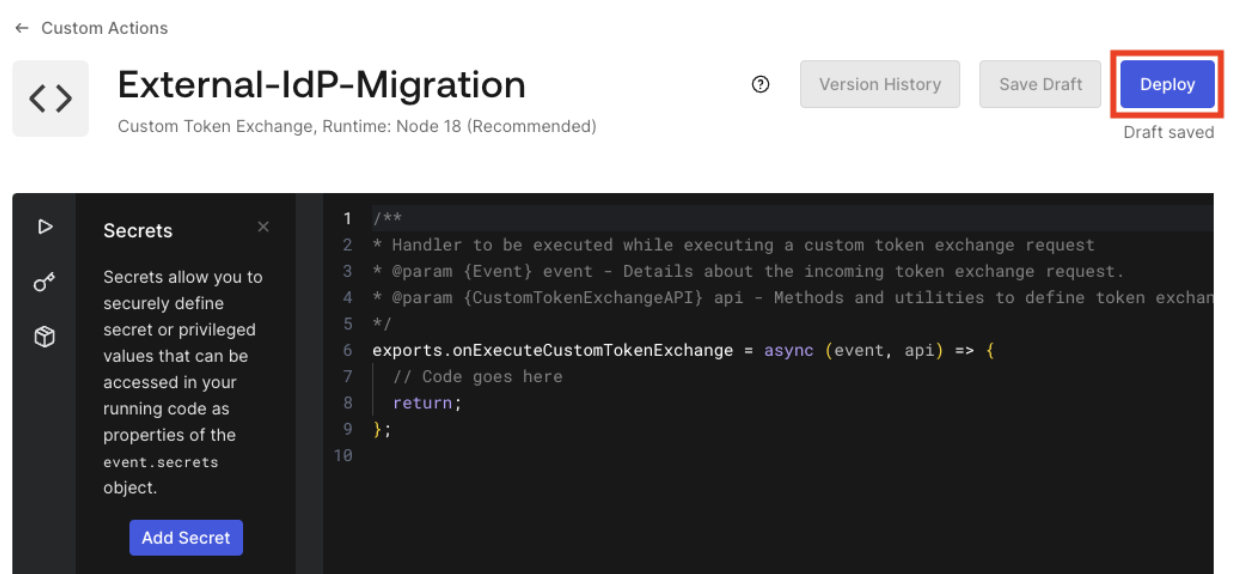 ← Custom Actions
External-IdP-Migration
Custom Token Exchange, Runtime: Node 18 (Recommended)
Version History
Save Draft
Deploy
Draft saved
Secrets
Secrets allow you to
securely define
secret or privileged
values that can be
accessed in your
running code as
properties of the
event.secrets
object.
Add Secret
1 /**
2 * Handler to be executed while executing a custom token exchange request
3 * @param {Event} event - Details about the incoming token exchange request.
4 * @param {CustomTokenExchangeAPI} api - Methods and utilities to define token exchan
5 */
6 exports.onExecuteCustomTokenExchange = async (event, api) => {
7 // Code goes here
8 return;
9 };
10